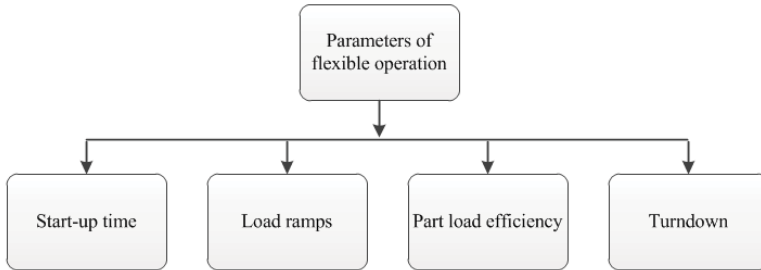 Parameters of
flexible operation
Start-up time
Load ramps
Part load efficiency
Turndown